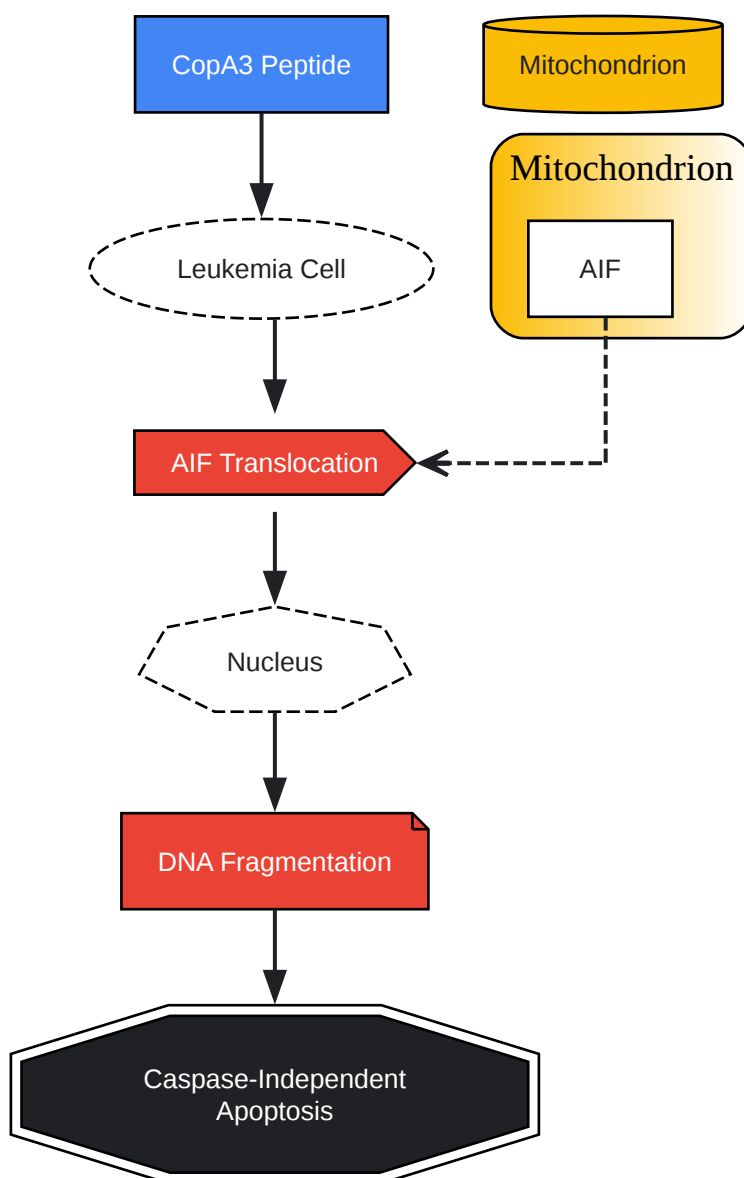 CopA3 Peptide
Mitochondrion
Mitochondrion
Leukemia Cell
AIF
AIF Translocation
Nucleus
DNA Fragmentation
Caspase-Independent
Apoptosis